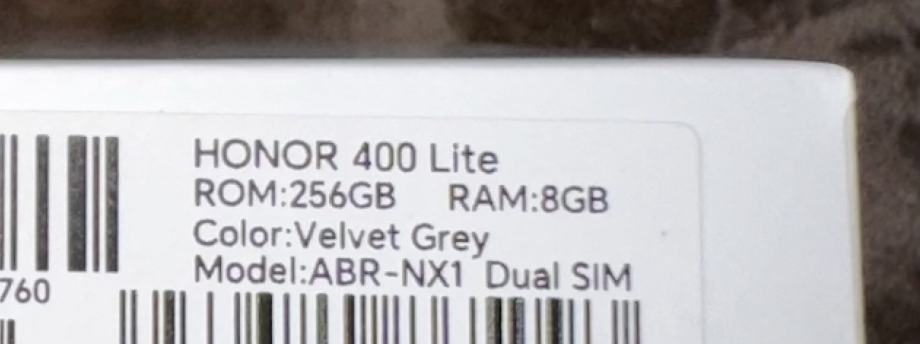 HONOR 400 Lite
ROM:256GB RAM:8GB
Color:Velvet Grey
Model:ABR-NX1 Dual SIM
760